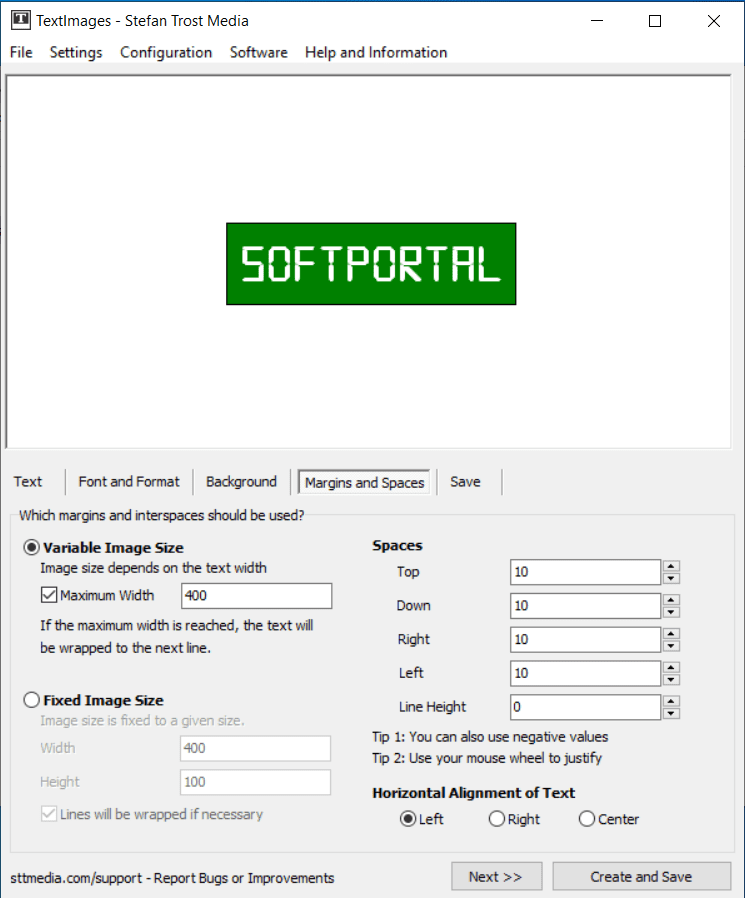 TextImages - Stefan Trost Media
File Settings Configuration Software Help and Information
SOFTPORTAL
Text Font and Format Background Margins and Spaces Save
Which margins and interspaces should be used?
Variable Image Size
Image size depends on the text width
Maximum Width 400
If the maximum width is reached, the text will
be wrapped to the next line.
Fixed Image Size
Image size is fixed to a given size.
Width 400
Height 100
Lines will be wrapped if necessary
Spaces
Top 10
Down 10
Right 10
Left 10
Line Height 0
Tip 1: You can also use negative values
Tip 2: Use your mouse wheel to justify
Horizontal Alignment of Text
Left Right Center
sttmedia.com/support - Report Bugs or Improvements
Next >> Create and Save